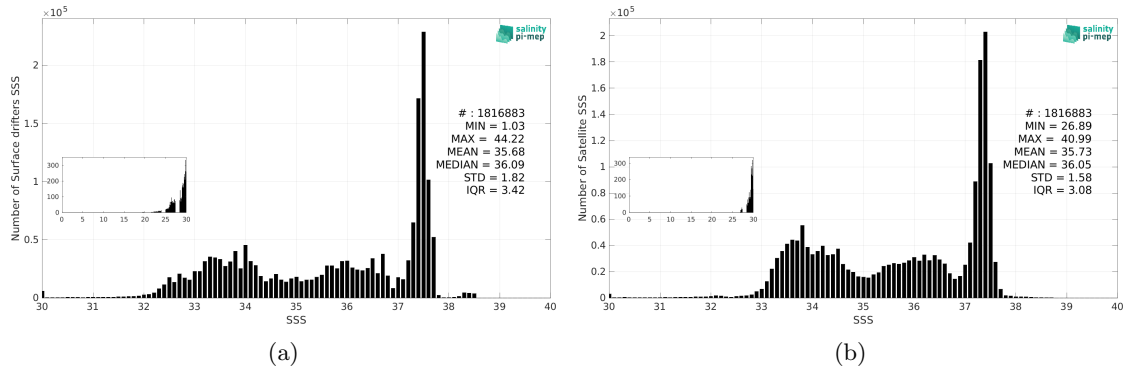 ×10⁵
salinity
pi-mep
2
1.5
1
0.5
0
Number of Surface drifters SSS
# : 1816883
MIN = 1.03
MAX = 44.22
MEAN = 35.68
MEDIAN = 36.09
STD = 1.82
IQR = 3.42
300
200
100
0
0 5 10 15 20 25 30
30 31 32 33 34 35 36 37 38 39 40
SSS
(a)
×10⁵
salinity
pi-mep
2
1.8
1.6
1.4
1.2
1
0.8
0.6
0.4
0.2
0
Number of Satellite SSS
# : 1816883
MIN = 26.89
MAX = 40.99
MEAN = 35.73
MEDIAN = 36.05
STD = 1.58
IQR = 3.08
300
200
100
0
0 5 10 15 20 25 30
30 31 32 33 34 35 36 37 38 39 40
SSS
(b)